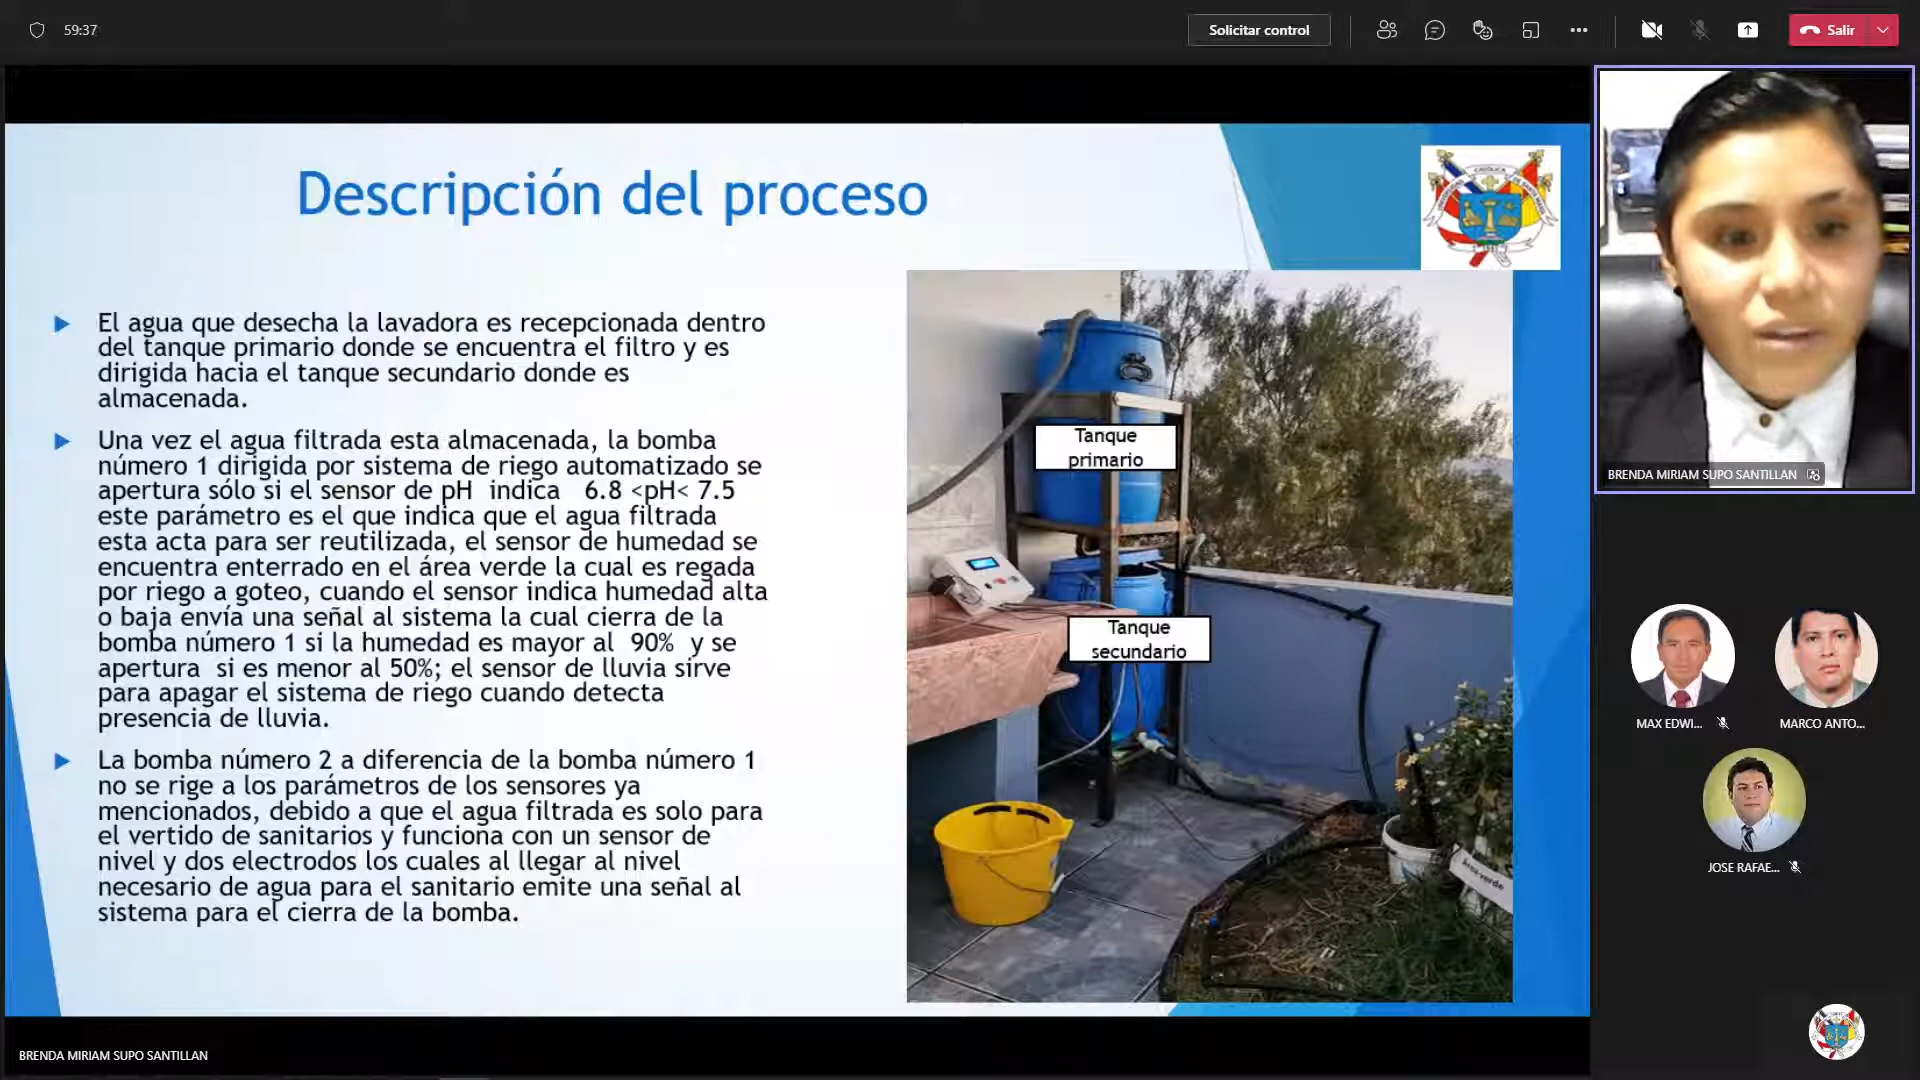 59:37
Solicitar control
Salir
Descripción del proceso
El agua que desecha la lavadora es recepcionada dentro
del tanque primario donde se encuentra el filtro y es
dirigida hacia el tanque secundario donde es
almacenada.
Una vez el agua filtrada esta almacenada, la bomba
número 1 dirigida por sistema de riego automatizado se
apertura sólo si el sensor de pH indica 6.8 <pH< 7.5
este parámetro es el que indica que el agua filtrada
esta acta para ser reutilizada, el sensor de humedad se
encuentra enterrado en el área verde la cual es regada
por riego a goteo, cuando el sensor indica humedad alta
o baja envía una señal al sistema la cual cierra de la
bomba número 1 si la humedad es mayor al 90% y se
apertura si es menor al 50%; el sensor de lluvia sirve
para apagar el sistema de riego cuando detecta
presencia de lluvia.
La bomba número 2 a diferencia de la bomba número 1
no se rige a los parámetros de los sensores ya
mencionados, debido a que el agua filtrada es solo para
el vertido de sanitarios y funciona con un sensor de
nivel y dos electrodos los cuales al llegar al nivel
necesario de agua para el sanitario emite una señal al
sistema para el cierra de la bomba.
Tanque
primario
Tanque
secundario
Área verde
BRENDA MIRIAM SUPO SANTILLAN
MAX EDWI...
MARCO ANTO...
JOSE RAFAE...
BRENDA MIRIAM SUPO SANTILLAN